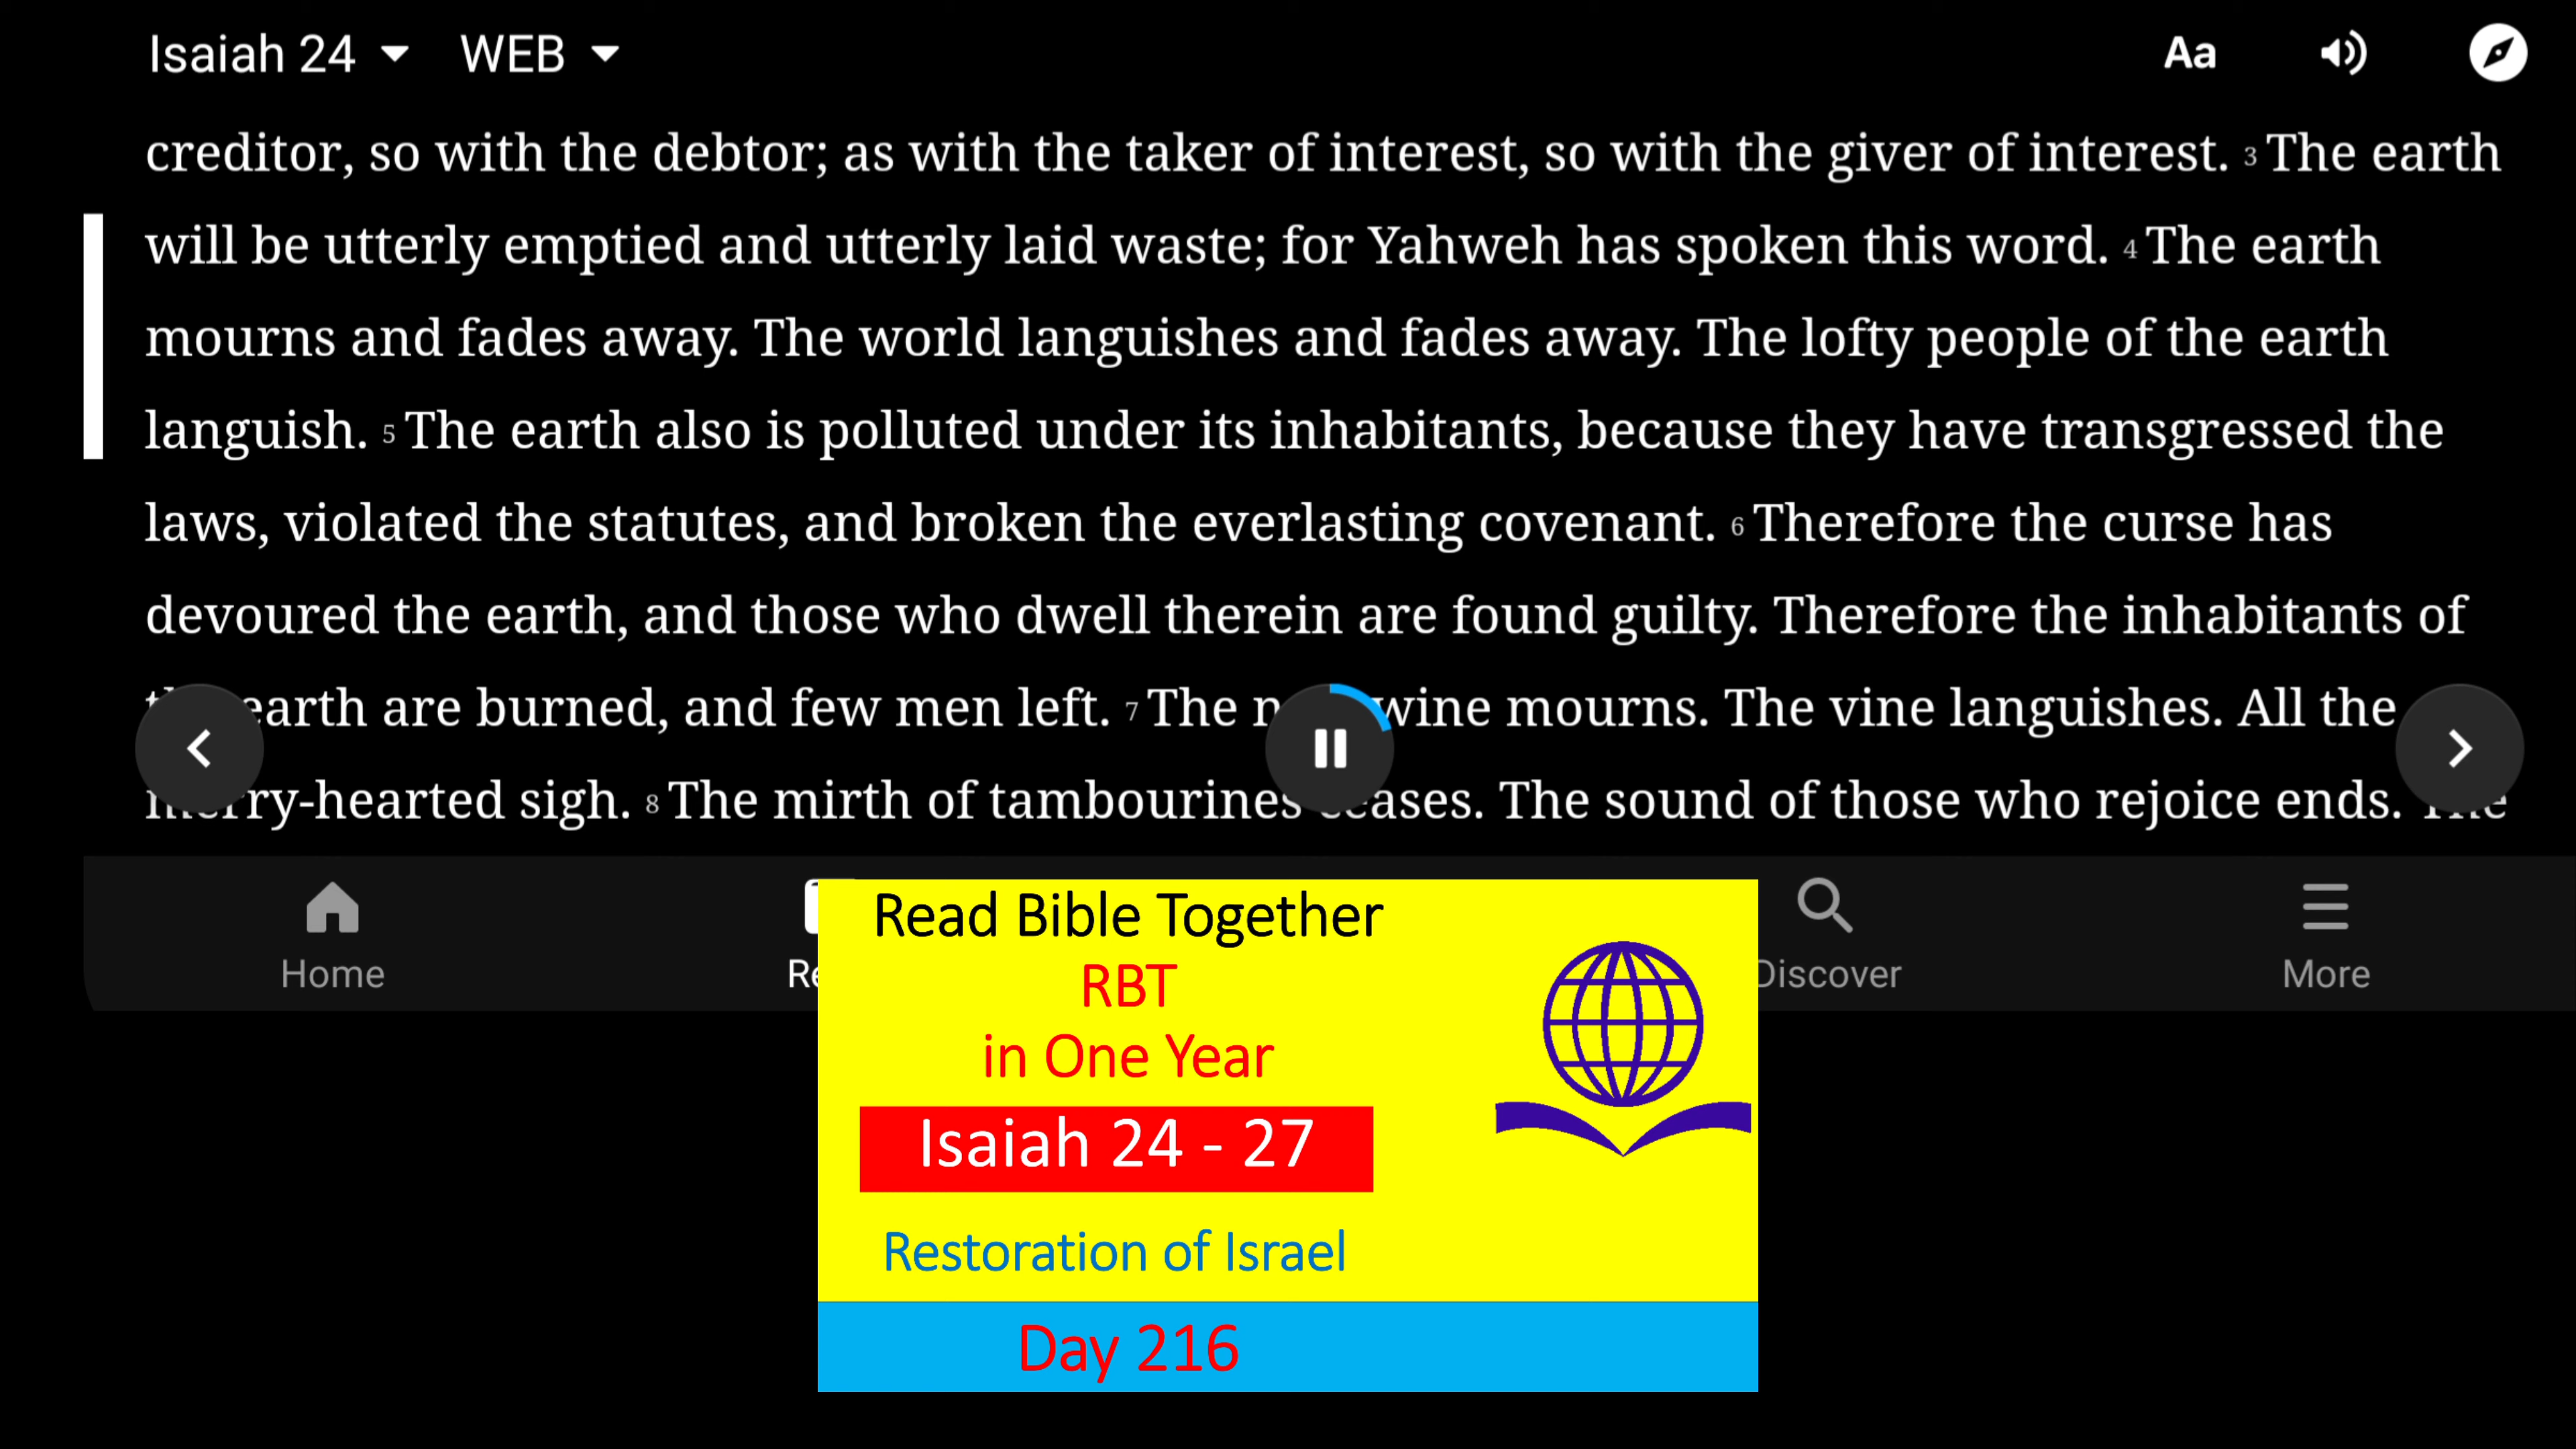 Isaiah 24 WEB Aa
creditor, so with the debtor; as with the taker of interest, so with the giver of interest. 3 The earth
will be utterly emptied and utterly laid waste; for Yahweh has spoken this word. 4 The earth
mourns and fades away. The world languishes and fades away. The lofty people of the earth
languish. 5 The earth also is polluted under its inhabitants, because they have transgressed the
laws, violated the statutes, and broken the everlasting covenant. 6 Therefore the curse has
devoured the earth, and those who dwell therein are found guilty. Therefore the inhabitants of
earth are burned, and few men left. 7 The wine mourns. The vine languishes. All the
merry-hearted sigh. 8 The mirth of tambourines ceases. The sound of those who rejoice ends. The
Home
Discover
More
Read Bible Together
RBT
in One Year
Isaiah 24 - 27
Restoration of Israel
Day 216